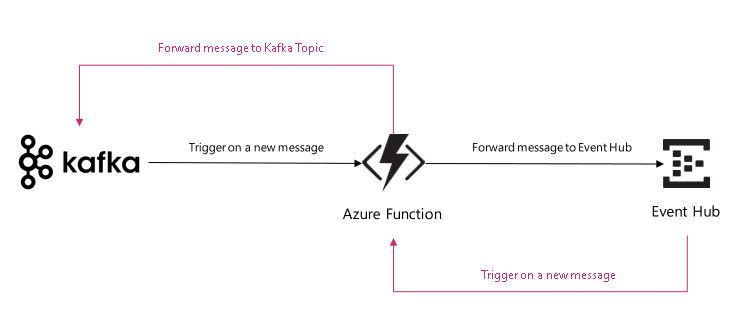 Forward message to Kafka Topic
Trigger on a new message
Forward message to Event Hub
kafka
Azure Function
Event Hub
Trigger on a new message